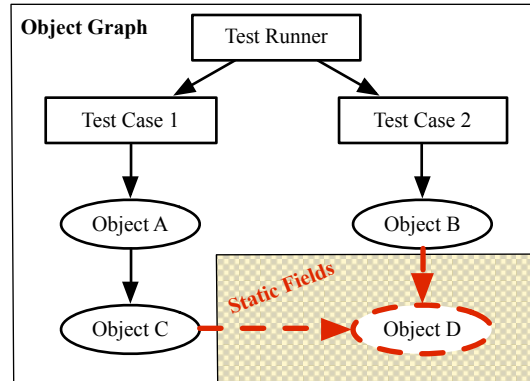 Object Graph
Test Runner
Test Case 1
Test Case 2
Object A
Object B
Static Fields
Object C
Object D